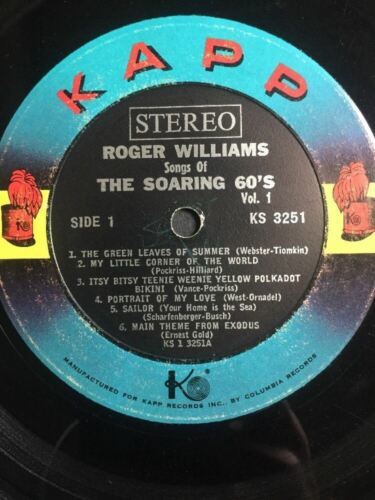 KAPP
STEREO
ROGER WILLIAMS
Songs Of
THE SOARING 60'S
Vol. 1
SIDE 1
KS 3251
1. THE GREEN LEAVES OF SUMMER (Webster-Tiomkin)
2. MY LITTLE CORNER OF THE WORLD
(Pockriss-Hilliard)
3. ITSY BITSY TEENIE WEENIE YELLOW POLKADOT
BIKINI (Vance-Pockriss)
4. PORTRAIT OF MY LOVE (West-Ornadel)
5. SAILOR (Your Home is the Sea)
(Scharfenberger-Busch)
6. MAIN THEME FROM EXODUS
(Ernest Gold)
KS 1 3251A
K
MANUFACTURED FOR KAPP RECORDS INC., BY COLUMBIA RECORDS